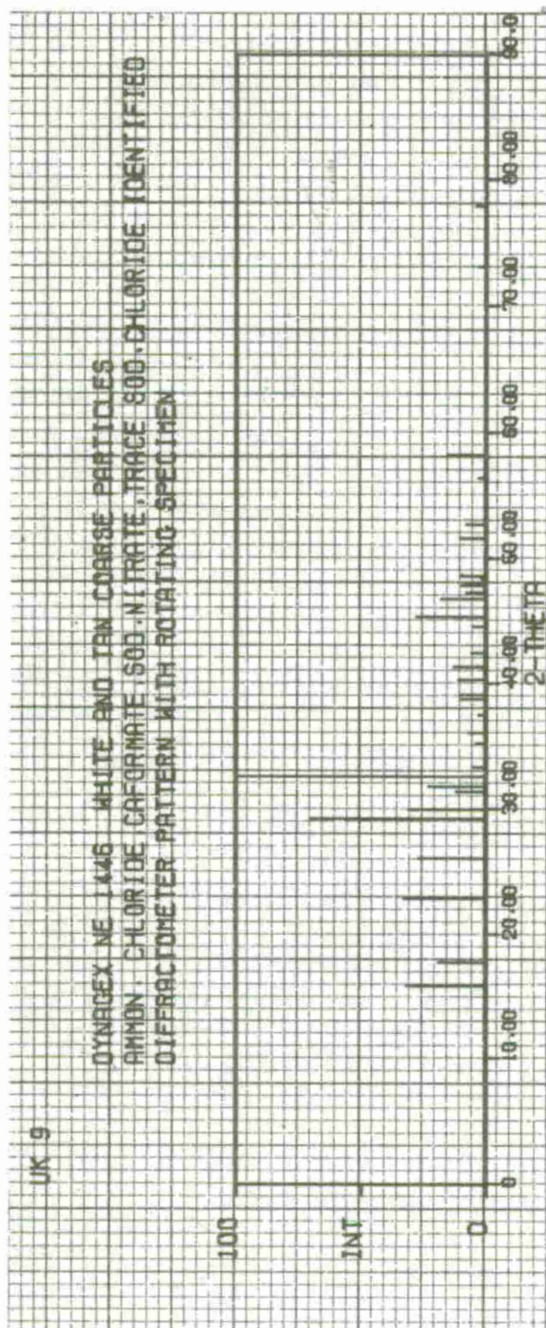 UK 9
DYNAGEX NE 1446 WHITE AND TAN COARSE PARTICLES
AMMON. CHLORIDE CAFORMATE SOD.NITRATE,TRACE SOD.CHLORIDE IDENTIFIED
DIFFRACTOMETER PATTERN WITH ROTATING SPECIMEN
100
INT
0
0 10.00 20.00 30.00 40.00 50.00 60.00 70.00 80.00 90.0
2-THETA